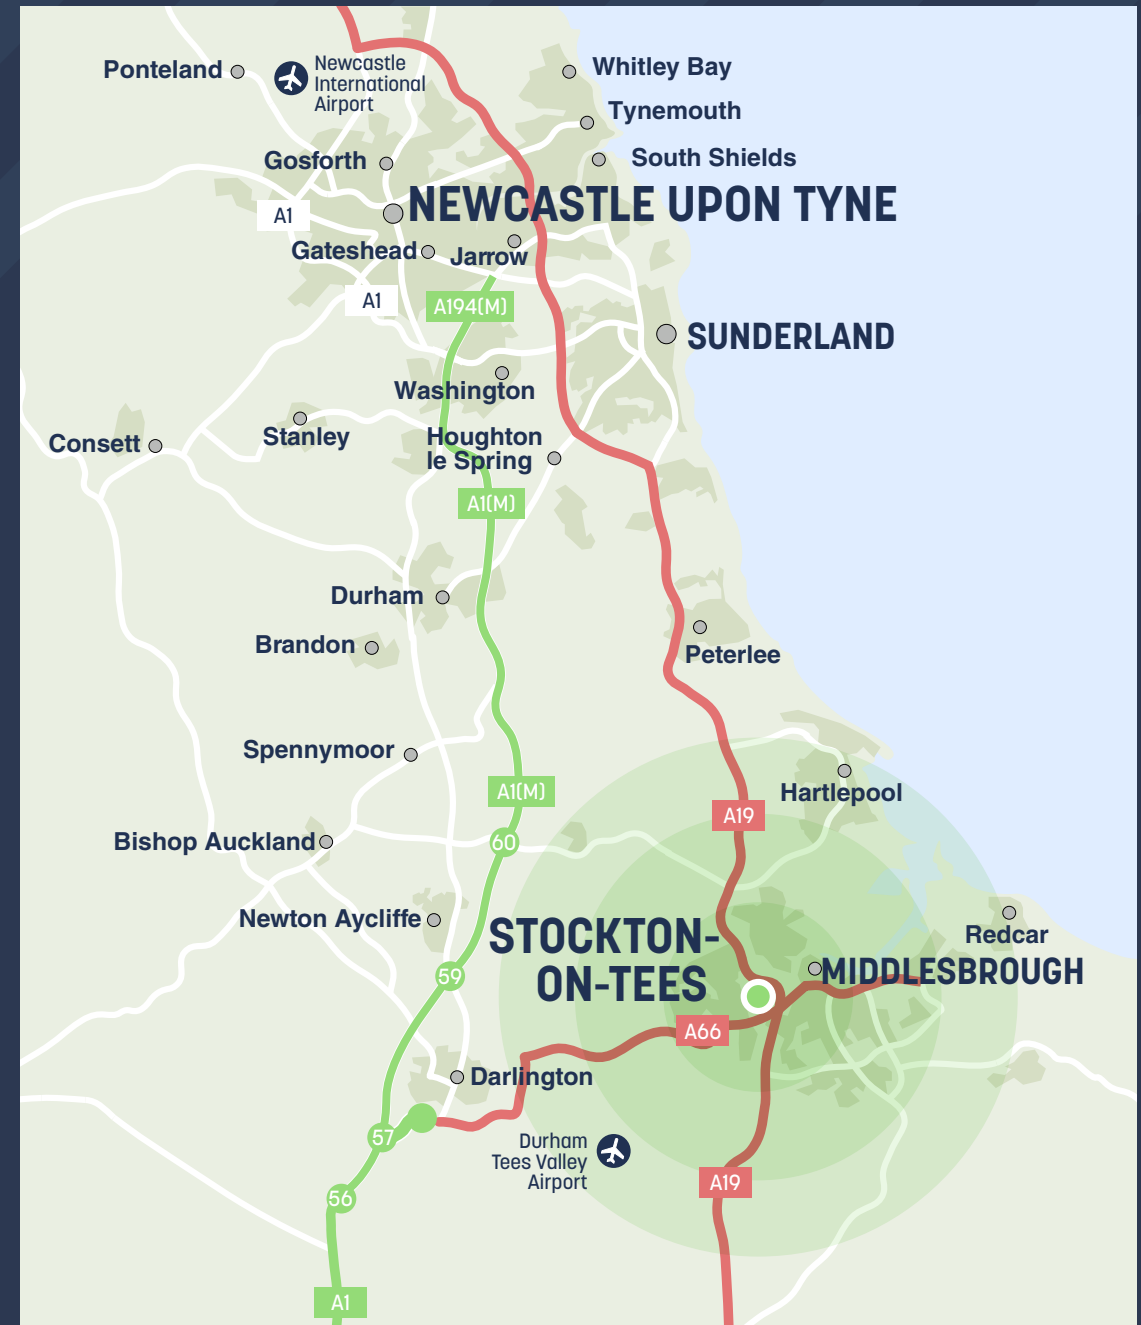 Ponteland
Newcastle
International
Airport
Whitley Bay
Tynemouth
South Shields
Gosforth
A1
NEWCASTLE UPON TYNE
Gateshead
Jarrow
A1
A194(M)
SUNDERLAND
Washington
Consett
Stanley
Houghton
le Spring
A1(M)
Durham
Brandon
Peterlee
Spennymoor
A1(M)
Hartlepool
A19
Bishop Auckland
60
Newton Aycliffe
STOCKTON-
ON-TEES
Redcar
MIDDLESBROUGH
59
A66
Darlington
57
Durham
Tees Valley
Airport
A19
56
A1